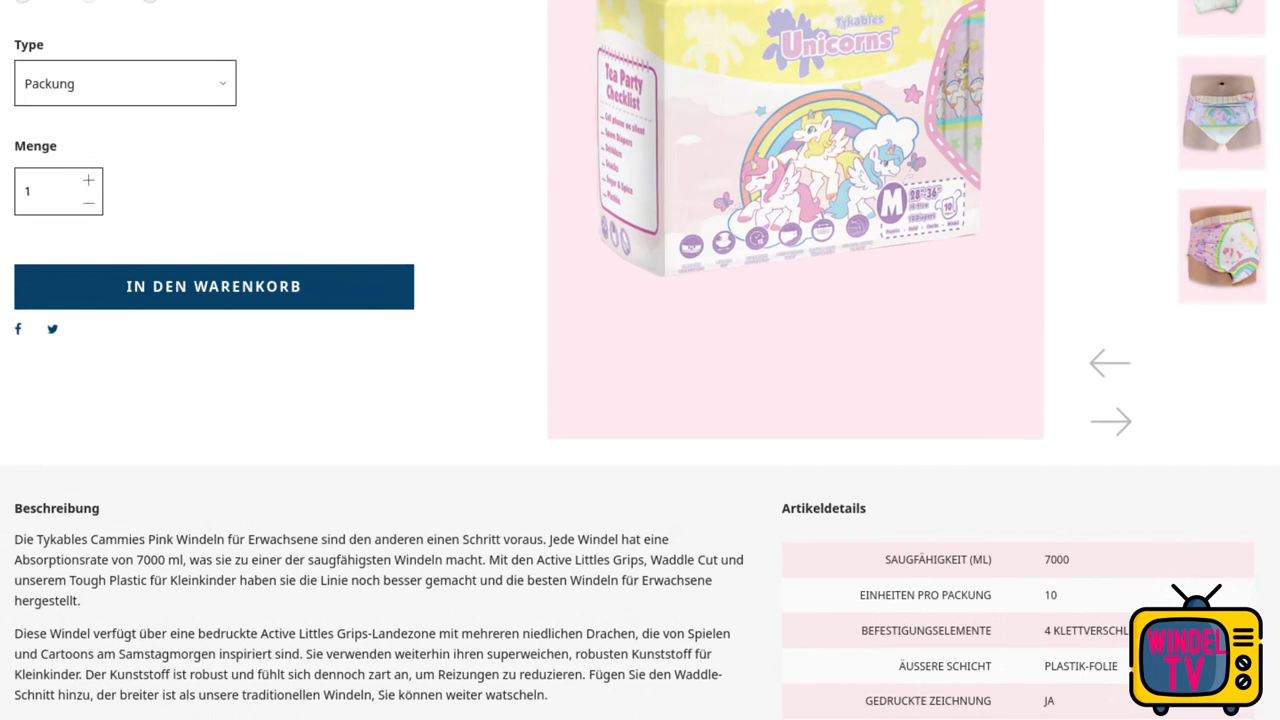 Type
Packung
Menge
1
IN DEN WARENKORB
Tykables
Unicorns™
Tea Party
Checklist
Snacks
Sugar & Spice
M
28"-36"
10
Beschreibung
Die Tykables Cammies Pink Windeln für Erwachsene sind den anderen einen Schritt voraus. Jede Windel hat eine
Absorptionsrate von 7000 ml, was sie zu einer der saugfähigsten Windeln macht. Mit den Active Littles Grips, Waddle Cut und
unserem Tough Plastic für Kleinkinder haben sie die Linie noch besser gemacht und die besten Windeln für Erwachsene
hergestellt.
Diese Windel verfügt über eine bedruckte Active Littles Grips-Landezone mit mehreren niedlichen Drachen, die von Spielen
und Cartoons am Samstagmorgen inspiriert sind. Sie verwenden weiterhin ihren superweichen, robusten Kunststoff für
Kleinkinder. Der Kunststoff ist robust und fühlt sich dennoch zart an, um Reizungen zu reduzieren. Fügen Sie den Waddle-
Schnitt hinzu, der breiter ist als unsere traditionellen Windeln, Sie können weiter watscheln.
Artikeldetails
SAUGFÄHIGKEIT (ML) 7000
EINHEITEN PRO PACKUNG 10
BEFESTIGUNGSELEMENTE 4 KLETTVERSCHL
ÄUSSERE SCHICHT PLASTIK-FOLIE
GEDRUCKTE ZEICHNUNG JA
WINDEL
TV